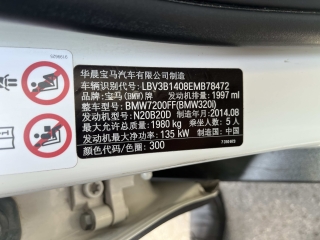 华晨宝马汽车有限公司制造
车辆识别代号: LBV3B1408EMB78472
品牌: 宝马(BMW)牌 发动机排量: 1997 ml
整车型号: BMW7200FF(BMW320i)
发动机型号: N20B20D 制造年月: 2014.08
最大允许总质量: 1980 kg 乘坐人数: 5 人
发动机最大净功率: 135 kW 制造国: 中国
颜色代号: 300